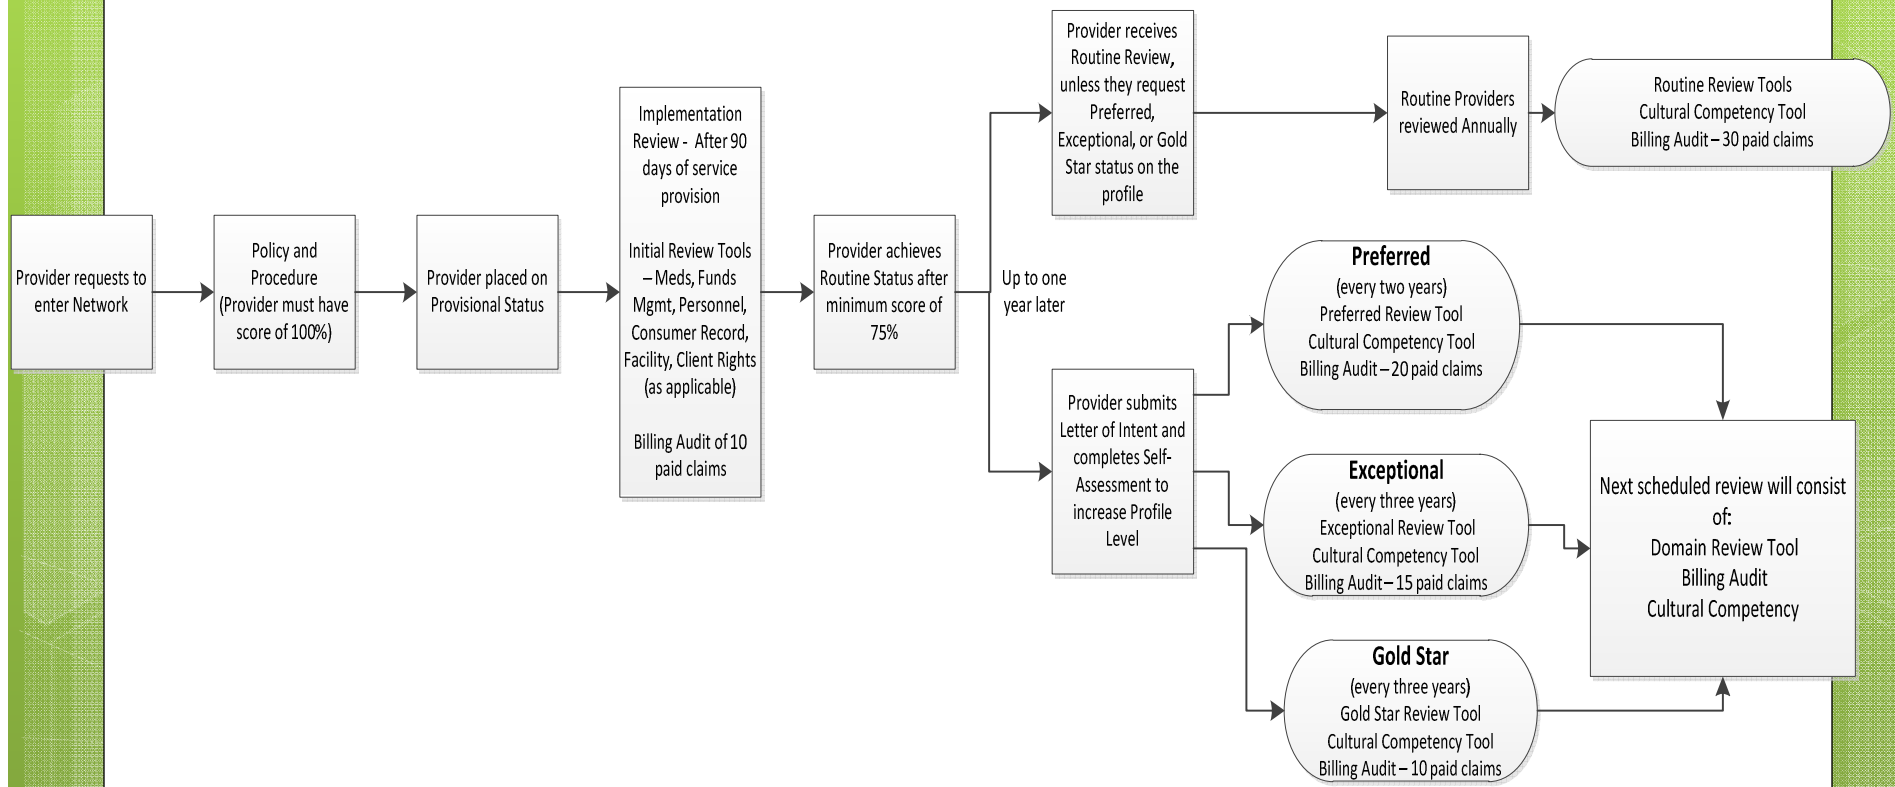 Provider requests to
enter Network
Policy and
Procedure
(Provider must have
score of 100%)
Provider placed on
Provisional Status
Implementation
Review - After 90
days of service
provision
Initial Review Tools
– Meds, Funds
Mgmt, Personnel,
Consumer Record,
Facility, Client Rights
(as applicable)
Billing Audit of 10
paid claims
Provider achieves
Routine Status after
minimum score of
75%
Up to one
year later
Provider receives
Routine Review,
unless they request
Preferred,
Exceptional, or Gold
Star status on the
profile
Routine Providers
reviewed Annually
Routine Review Tools
Cultural Competency Tool
Billing Audit – 30 paid claims
Provider submits
Letter of Intent and
completes Self-
Assessment to
increase Profile
Level
Preferred
(every two years)
Preferred Review Tool
Cultural Competency Tool
Billing Audit – 20 paid claims
Exceptional
(every three years)
Exceptional Review Tool
Cultural Competency Tool
Billing Audit – 15 paid claims
Gold Star
(every three years)
Gold Star Review Tool
Cultural Competency Tool
Billing Audit – 10 paid claims
Next scheduled review will consist
of:
Domain Review Tool
Billing Audit
Cultural Competency